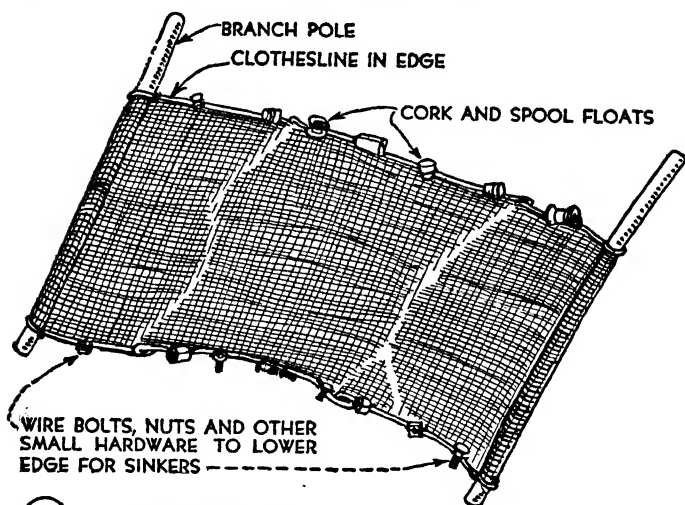 BRANCH POLE
CLOTHESLINE IN EDGE
CORK AND SPOOL FLOATS
WIRE BOLTS, NUTS AND OTHER
SMALL HARDWARE TO LOWER
EDGE FOR SINKERS